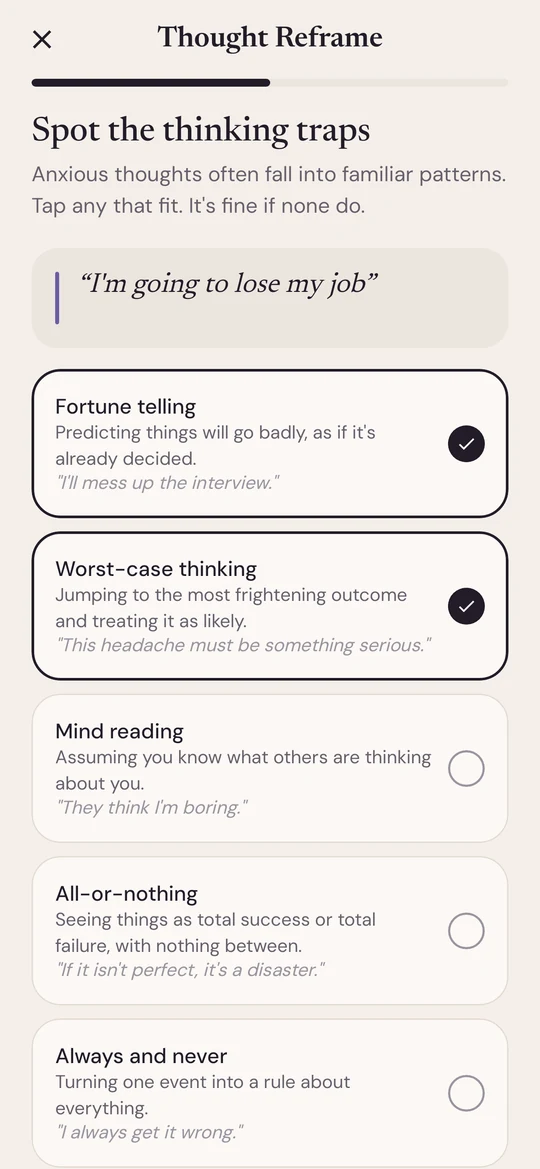 Thought Reframe
Spot the thinking traps
Anxious thoughts often fall into familiar patterns.
Tap any that fit. It's fine if none do.
“I'm going to lose my job”
Fortune telling
Predicting things will go badly, as if it's
already decided.
"I'll mess up the interview."
Worst-case thinking
Jumping to the most frightening outcome
and treating it as likely.
"This headache must be something serious."
Mind reading
Assuming you know what others are thinking
about you.
"They think I'm boring."
All-or-nothing
Seeing things as total success or total
failure, with nothing between.
"If it isn't perfect, it's a disaster."
Always and never
Turning one event into a rule about
everything.
"I always get it wrong."